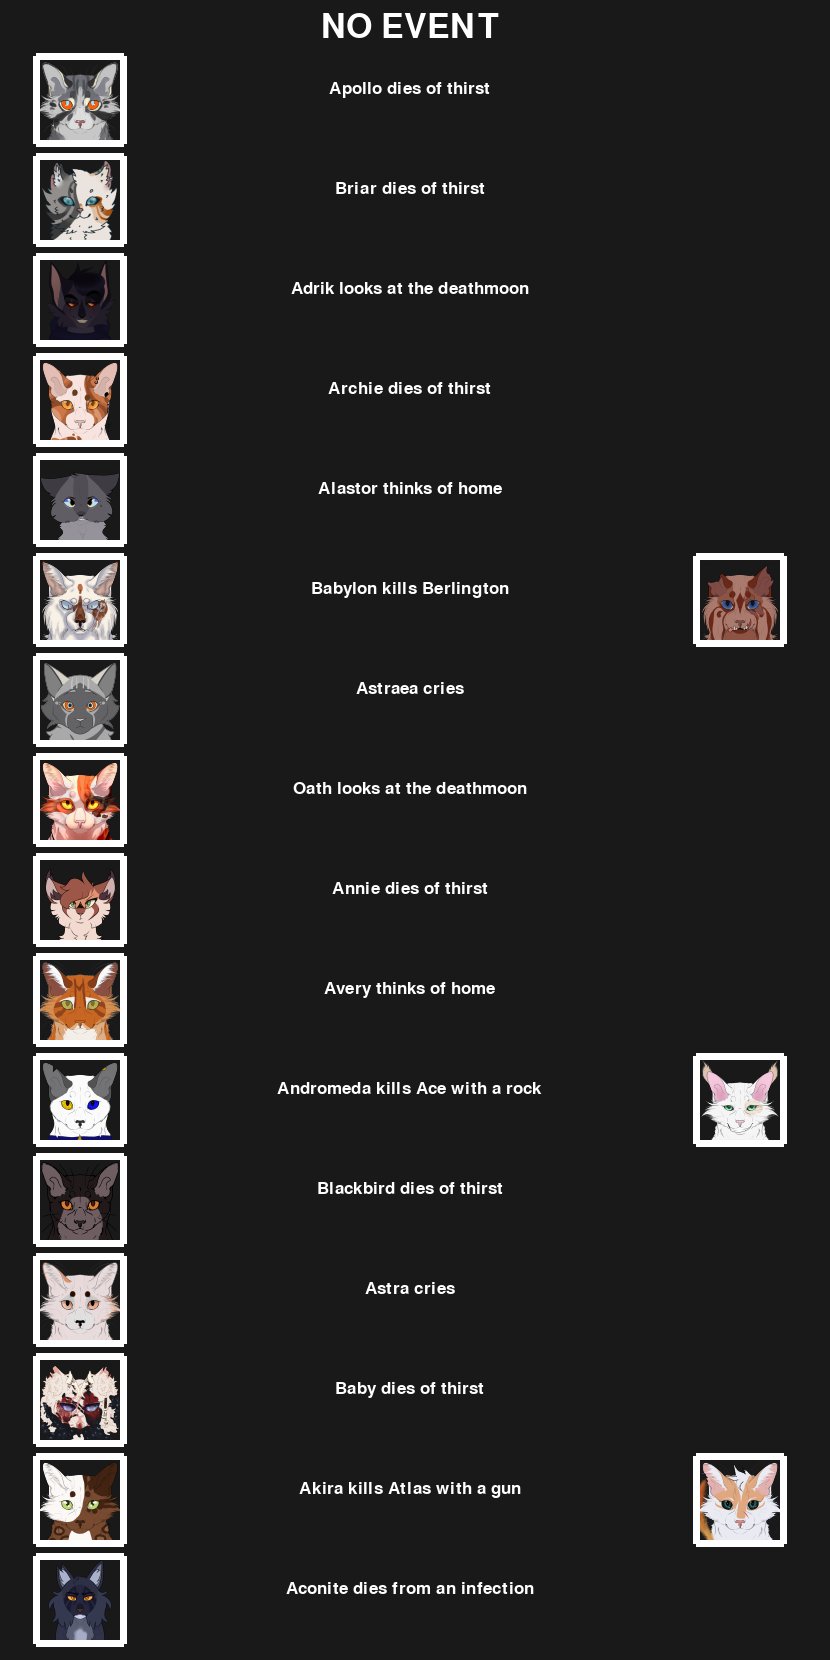 NO EVENT
Apollo dies of thirst
Briar dies of thirst
Adrik looks at the deathmoon
Archie dies of thirst
Alastor thinks of home
Babylon kills Berlington
Astraea cries
Oath looks at the deathmoon
Annie dies of thirst
Avery thinks of home
Andromeda kills Ace with a rock
Blackbird dies of thirst
Astra cries
Baby dies of thirst
Akira kills Atlas with a gun
Aconite dies from an infection